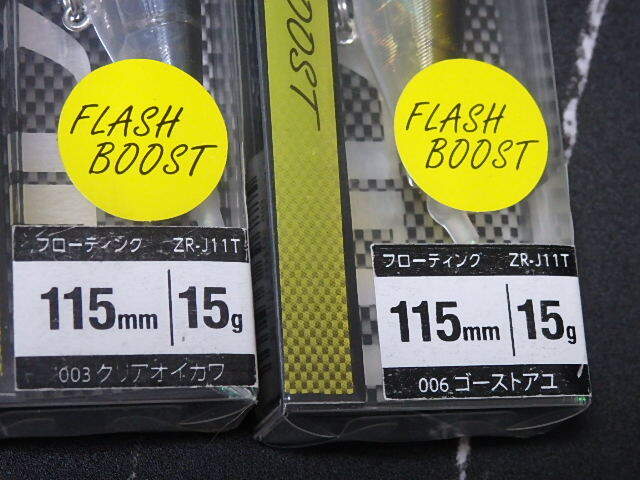 FLASH
BOOST
フローティング ZR-J11T
115mm 15g
003 クリアオイカワ
BOOST
FLASH
BOOST
フローティング ZR-J11T
115mm 15g
006 ゴーストアユ